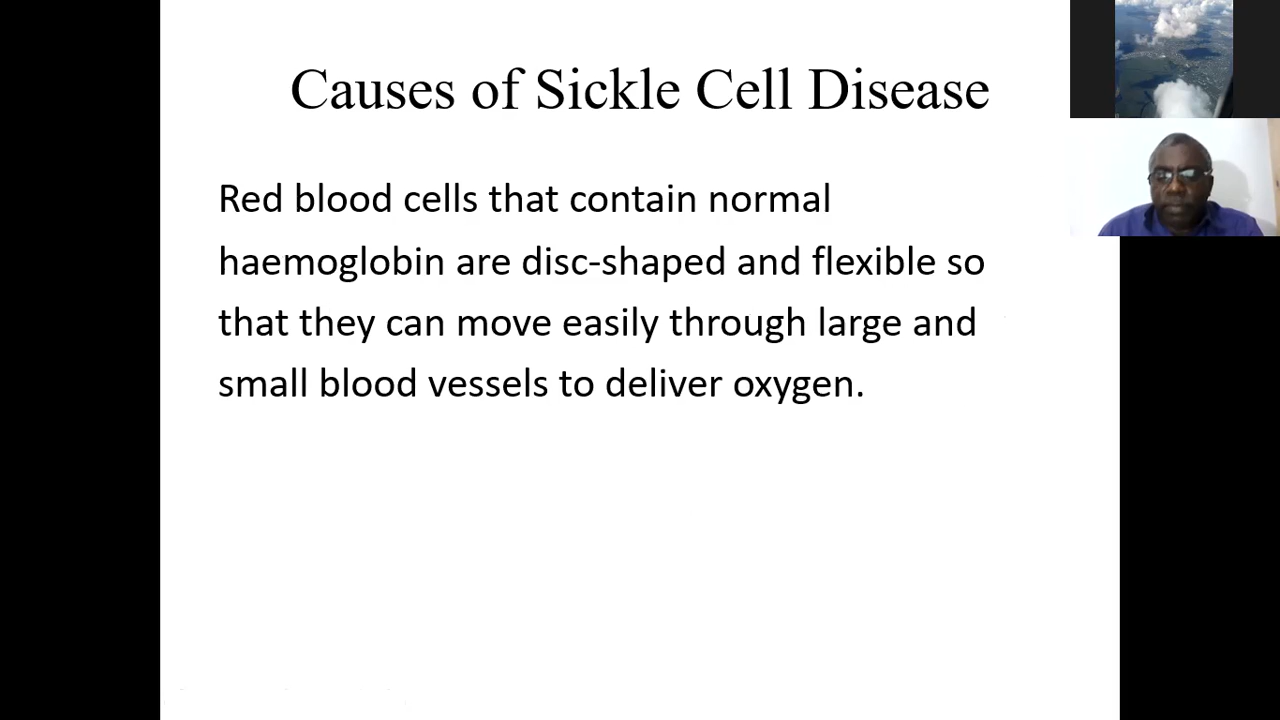 Causes of Sickle Cell Disease
Red blood cells that contain normal
haemoglobin are disc-shaped and flexible so
that they can move easily through large and
small blood vessels to deliver oxygen.